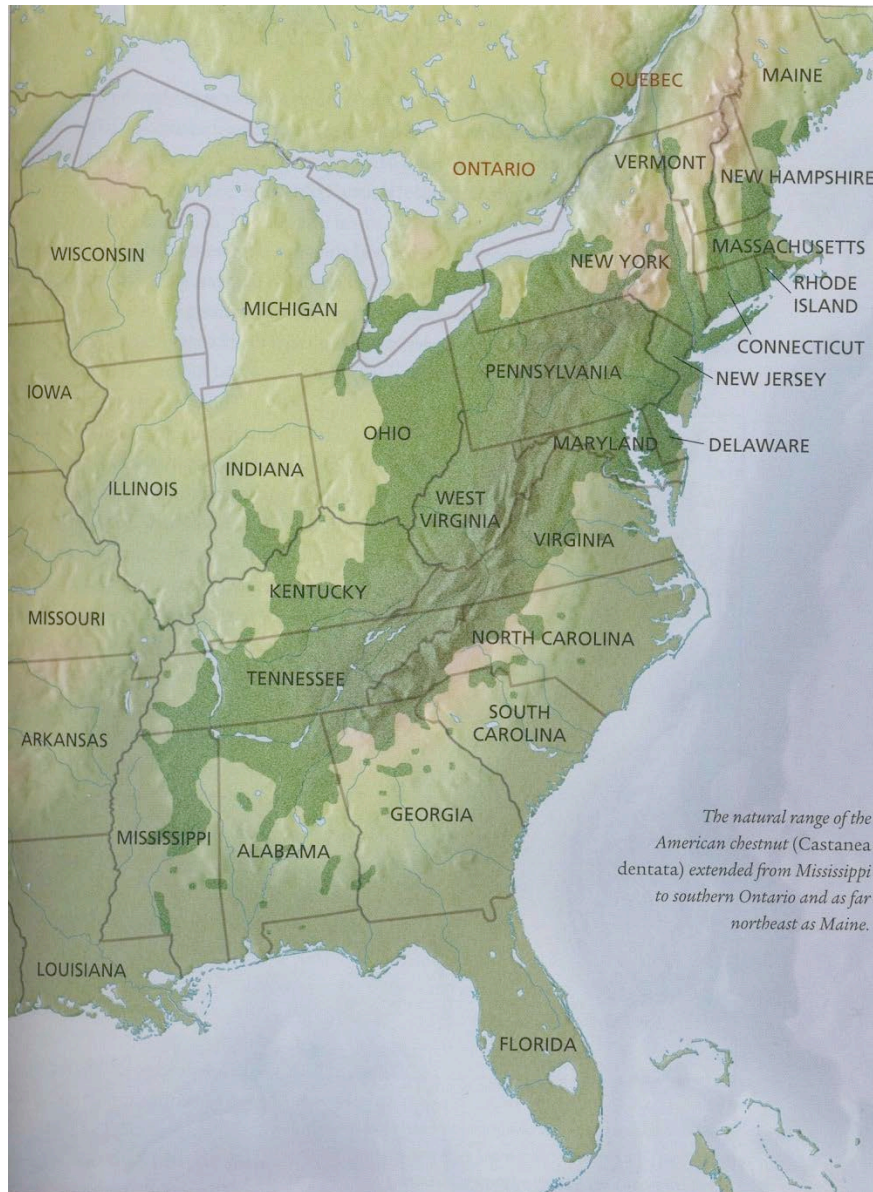 QUEBEC
MAINE
ONTARIO
VERMONT
NEW HAMPSHIRE
WISCONSIN
MASSACHUSETTS
NEW YORK
RHODE
ISLAND
MICHIGAN
CONNECTICUT
PENNSYLVANIA
NEW JERSEY
IOWA
OHIO
MARYLAND
DELAWARE
INDIANA
ILLINOIS
WEST
VIRGINIA
VIRGINIA
KENTUCKY
MISSOURI
NORTH CAROLINA
TENNESSEE
SOUTH
CAROLINA
ARKANSAS
GEORGIA
MISSISSIPPI
ALABAMA
The natural range of the
American chestnut (Castanea
dentata) extended from Mississippi
to southern Ontario and as far
northeast as Maine.
LOUISIANA
FLORIDA